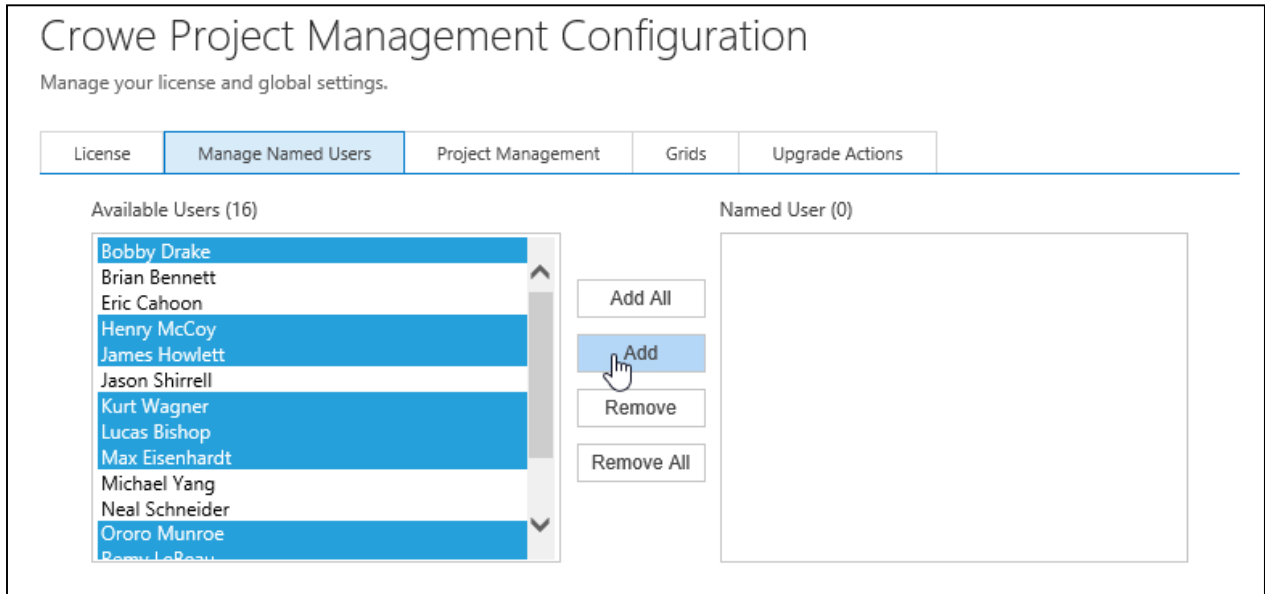 Crowe Project Management Configuration
Manage your license and global settings.
License Manage Named Users Project Management Grids Upgrade Actions
Available Users (16)
Named User (0)
Bobby Drake
Brian Bennett
Eric Cahoon
Henry McCoy
James Howlett
Jason Shirrell
Kurt Wagner
Lucas Bishop
Max Eisenhardt
Michael Yang
Neal Schneider
Ororo Munroe
Remy LeBeau
Add All
Add
Remove
Remove All